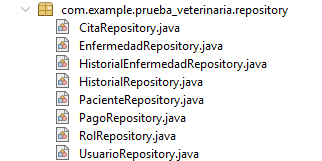 com.example.prueba_veterinaria.repository
CitaRepository.java
EnfermedadRepository.java
HistorialEnfermedadRepository.java
HistorialRepository.java
PacienteRepository.java
PagoRepository.java
RolRepository.java
UsuarioRepository.java